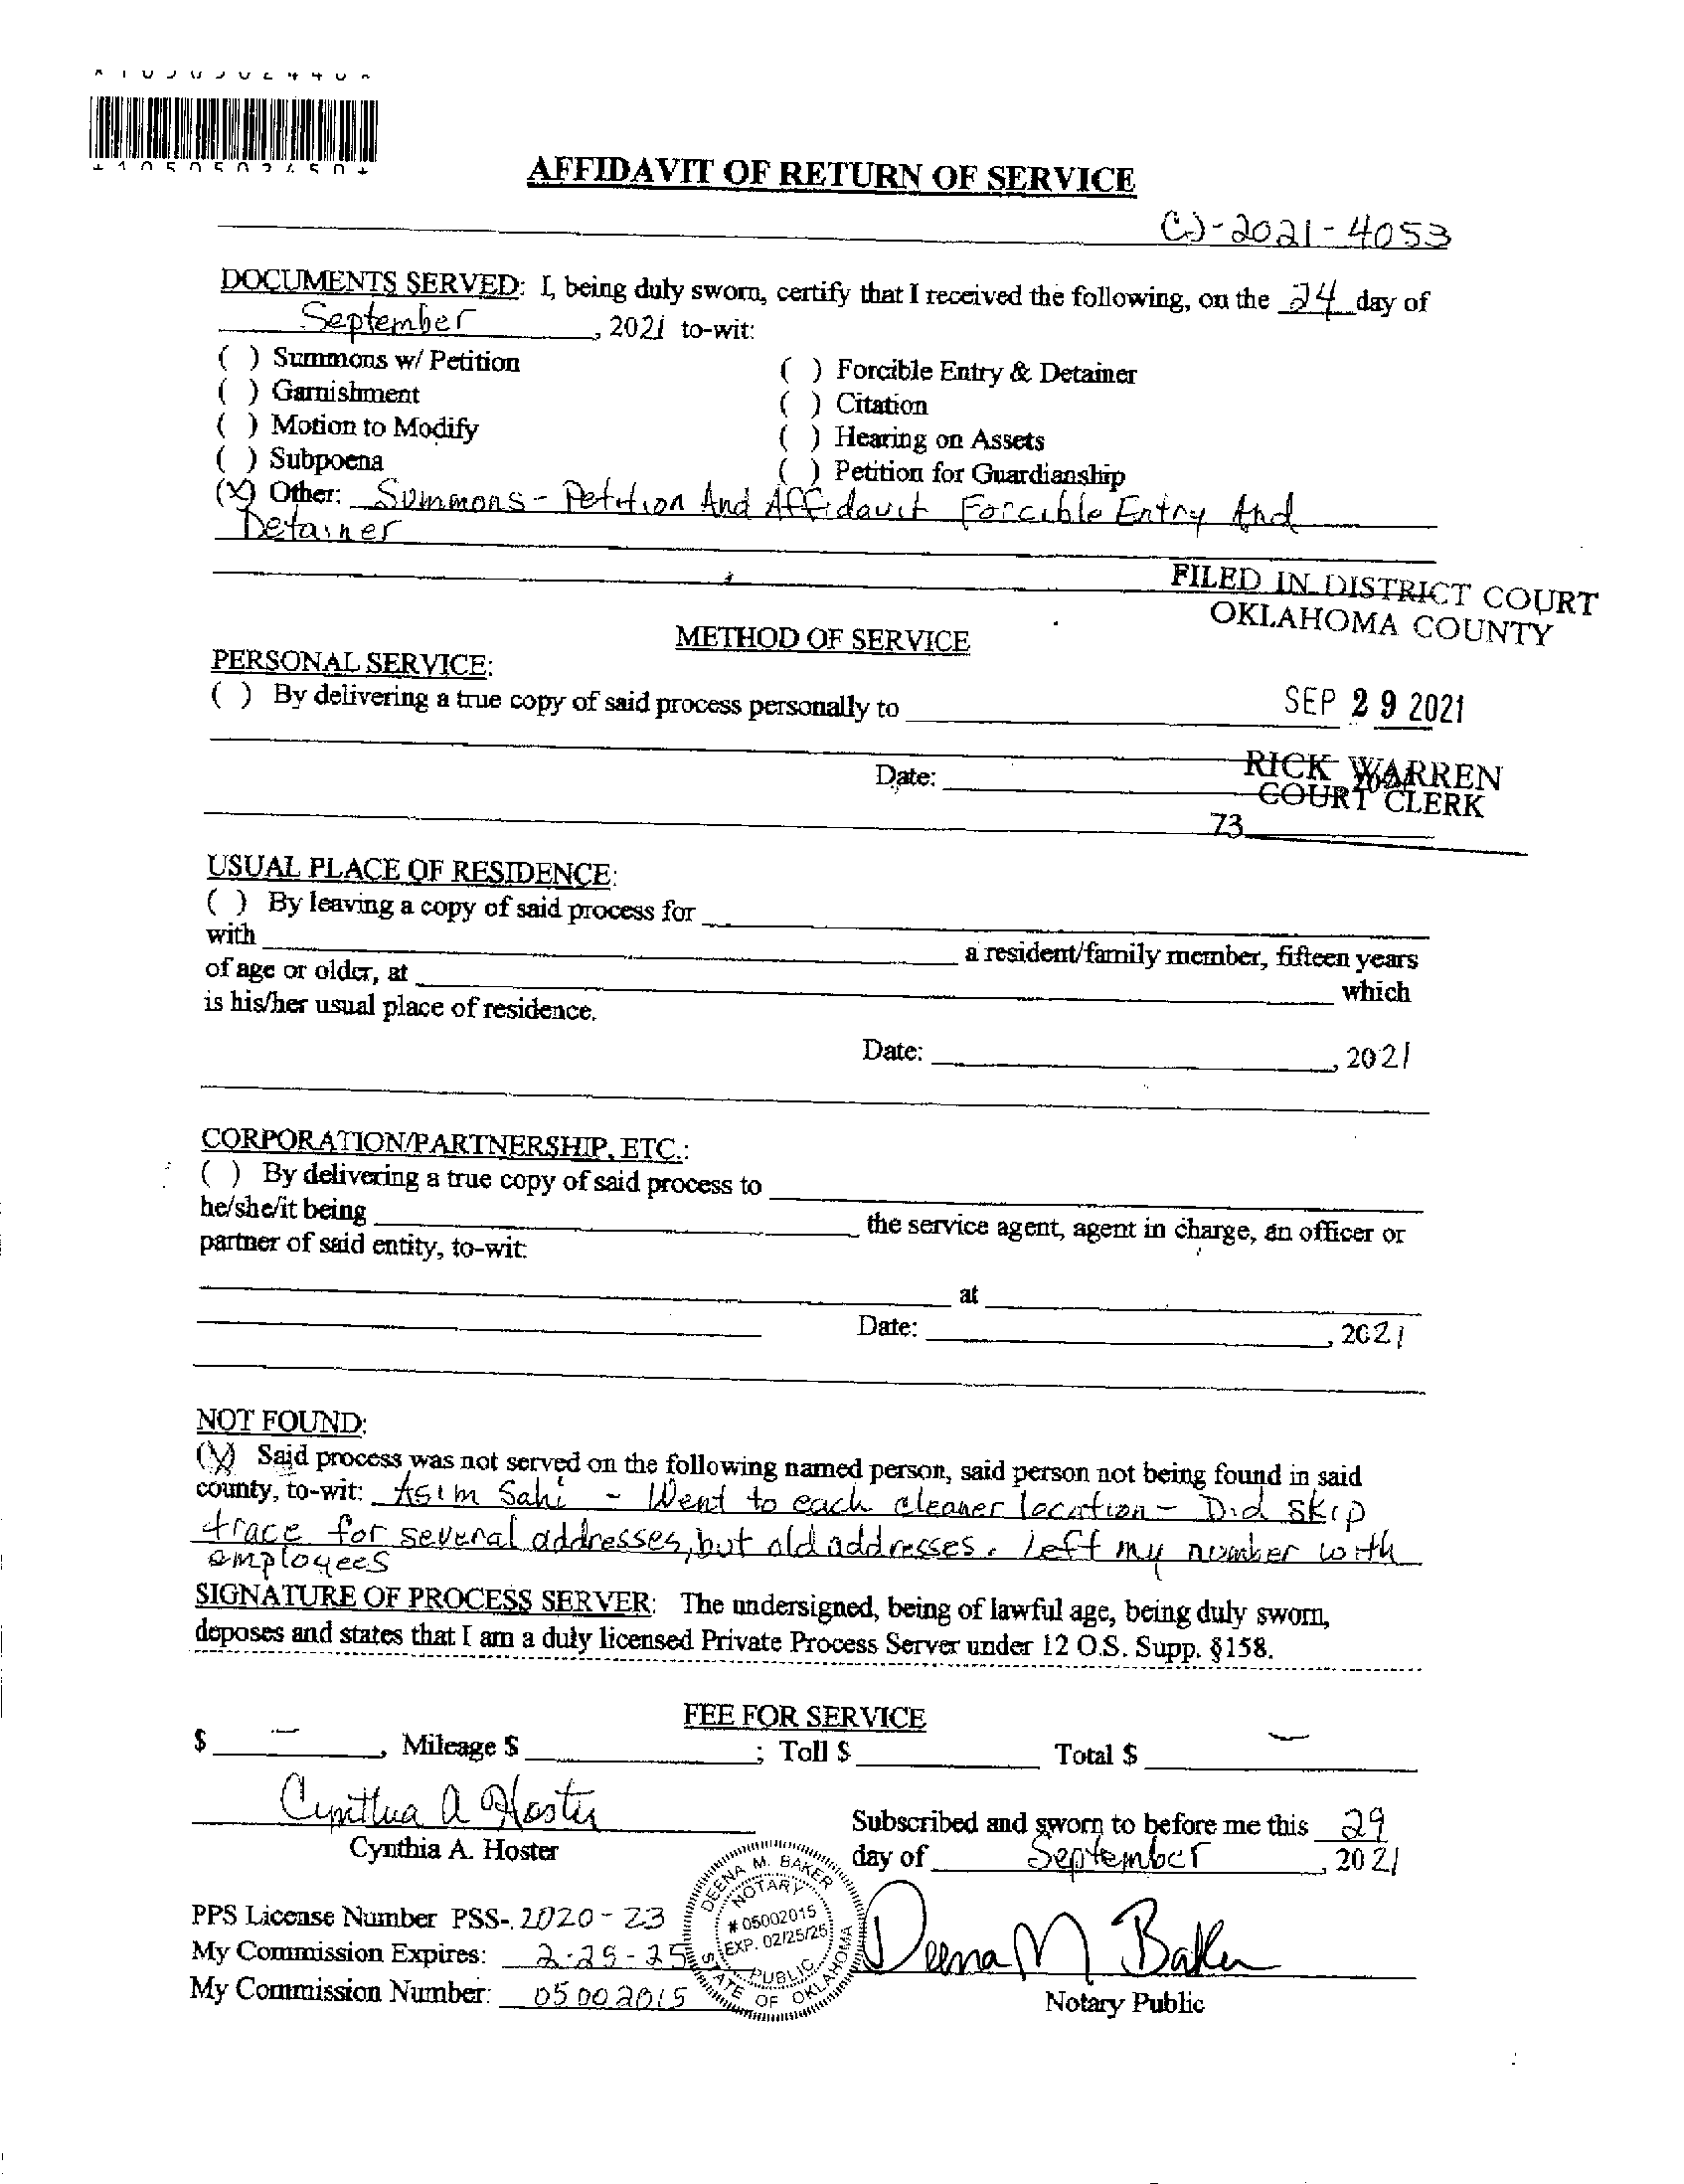 AFFIDAVIT OF RETURN OF SERVICE
CJ-2021-4053
DOCUMENTS SERVED: I, being duly sworn, certify that I received the following, on the 24 day of
September, 2021 to-wit:
( ) Summons w/ Petition
( ) Forcible Entry & Detainer
( ) Garnishment
( ) Citation
( ) Motion to Modify
( ) Hearing on Assets
( ) Subpoena
( ) Petition for Guardianship
(X) Other: Summons - Petition And Affidavit Forcible Entry And
Detainer
FILED IN DISTRICT COURT
OKLAHOMA COUNTY
METHOD OF SERVICE
PERSONAL SERVICE:
( ) By delivering a true copy of said process personally to
SEP 29 2021
Date:
RICK WARREN
COURT CLERK
73
USUAL PLACE OF RESIDENCE:
( ) By leaving a copy of said process for
with a resident/family member, fifteen years
of age or older, at which
is his/her usual place of residence.
Date: , 2021
CORPORATION/PARTNERSHIP, ETC.:
( ) By delivering a true copy of said process to
he/she/it being the service agent, agent in charge, an officer or
partner of said entity, to-wit:
at
Date: , 2021
NOT FOUND:
(X) Said process was not served on the following named person, said person not being found in said
county, to-wit: Asim Sahi - Went to each cleaner location - Did skip
trace for several addresses, but old addresses. Left my number with
employees
SIGNATURE OF PROCESS SERVER: The undersigned, being of lawful age, being duly sworn,
deposes and states that I am a duly licensed Private Process Server under 12 O.S. Supp. §158.
FEE FOR SERVICE
$ — , Mileage $ ; Toll $ Total $ —
Cynthia A Hoster
Cynthia A. Hoster
Subscribed and sworn to before me this 29
day of September, 2021
DEENA M. BAKER
NOTARY
# 05002015
EXP. 02/25/25
PUBLIC
STATE OF OKLAHOMA
PPS License Number PSS-. 2020-23
My Commission Expires: 2-25-25
My Commission Number: 05002015
Deena M Baker
Notary Public